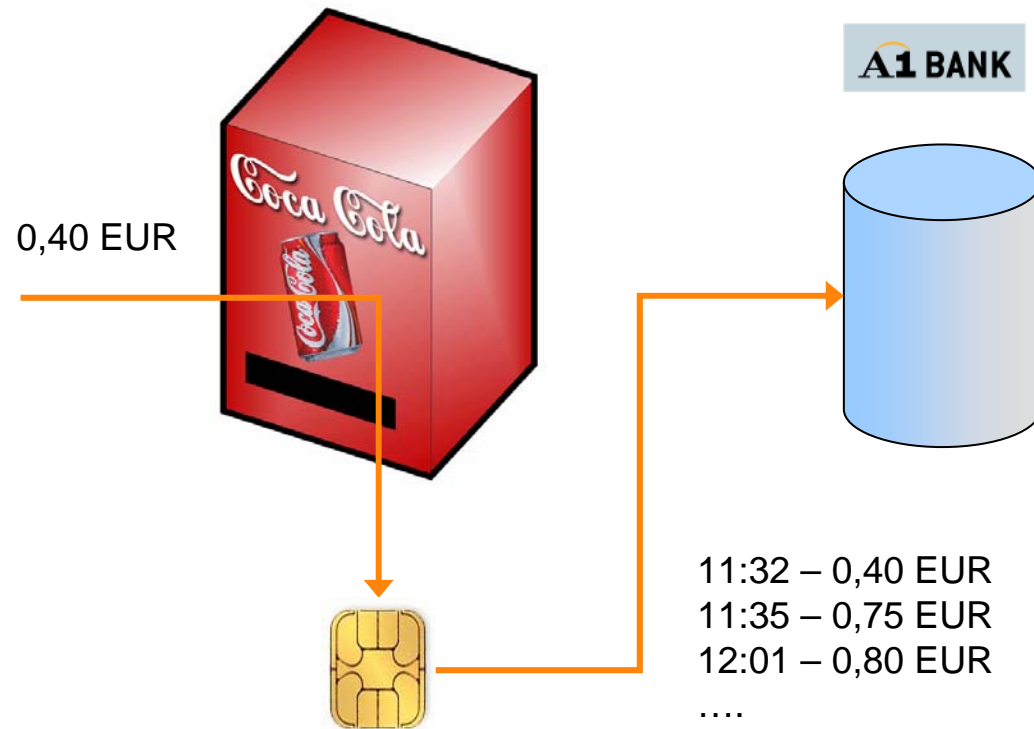 A1 BANK
Coca Cola
0,40 EUR
Coca Cola
11:32 – 0,40 EUR
11:35 – 0,75 EUR
12:01 – 0,80 EUR
….